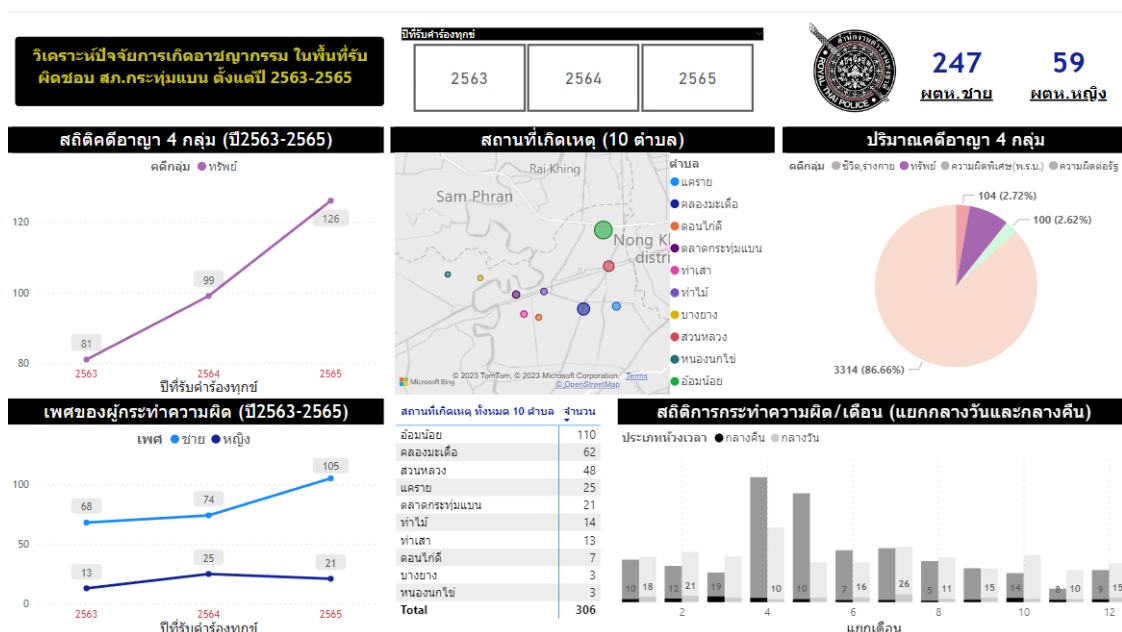 วิเคราะห์ปัจจัยการเกิดอาชญากรรม ในพื้นที่รับ
ผิดชอบ สภ.กระทุ่มแบน ตั้งแต่ปี 2563-2565
ปีที่รับคำร้องทุกข์
2563
2564
2565
สำนักงานตำรวจแห่งชาติ
ROYAL THAI POLICE
247
ผตห.ชาย
59
ผตห.หญิง
สถิติคดีอาญา 4 กลุ่ม (ปี2563-2565)
คดีกลุ่ม ทรัพย์
120
100
80
81
99
126
2563
2564
2565
ปีที่รับคำร้องทุกข์
สถานที่เกิดเหตุ (10 ตำบล)
Rai Khing
Sam Phran
Nong K
distri
Microsoft Bing
© 2023 TomTom, © 2023 Microsoft Corporation, Terms
© OpenStreetMap
ตำบล
แคราย
คลองมะเดื่อ
ดอนไก่ดี
ตลาดกระทุ่มแบน
ท่าเสา
ท่าไม้
บางยาง
สวนหลวง
หนองนกไข่
อ้อมน้อย
ปริมาณคดีอาญา 4 กลุ่ม
คดีกลุ่ม ชีวิต,ร่างกาย ทรัพย์ ความผิดพิเศษ(พ.ร.บ.) ความผิดต่อรัฐ
104 (2.72%)
100 (2.62%)
3314 (86.66%)
เพศของผู้กระทำความผิด (ปี2563-2565)
เพศ ชาย หญิง
100
50
0
68
74
105
13
25
21
2563
2564
2565
ปีที่รับคำร้องทุกข์
สถานที่เกิดเหตุ ทั้งหมด 10 ตำบล จำนวน
อ้อมน้อย 110
คลองมะเดื่อ 62
สวนหลวง 48
แคราย 25
ตลาดกระทุ่มแบน 21
ท่าไม้ 14
ท่าเสา 13
ดอนไก่ดี 7
บางยาง 3
หนองนกไข่ 3
Total 306
สถิติการกระทำความผิด/เดือน (แยกกลางวันและกลางคืน)
ประเภทห้วงเวลา กลางคืน กลางวัน
10 18 12 21 19 10 10 7 16 26 5 11 15 14 8 10 9 15
2 4 6 8 10 12
แยกเดือน